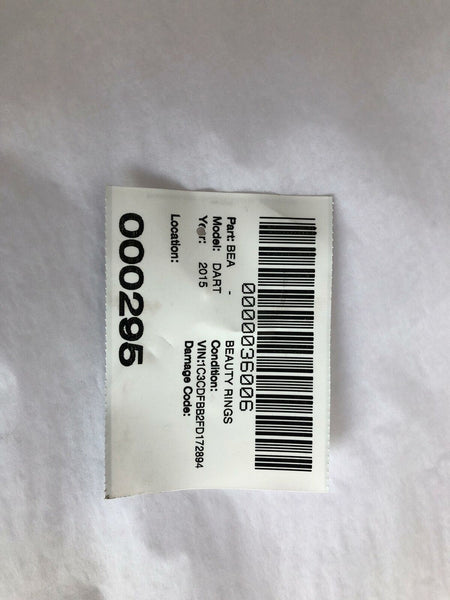 0000036006
Part: BEA - BEAUTY RINGS
Model: DART Condition:
Year: 2015 VIN:1C3CDFBB2FD172894
Damage Code:
Location:
000295